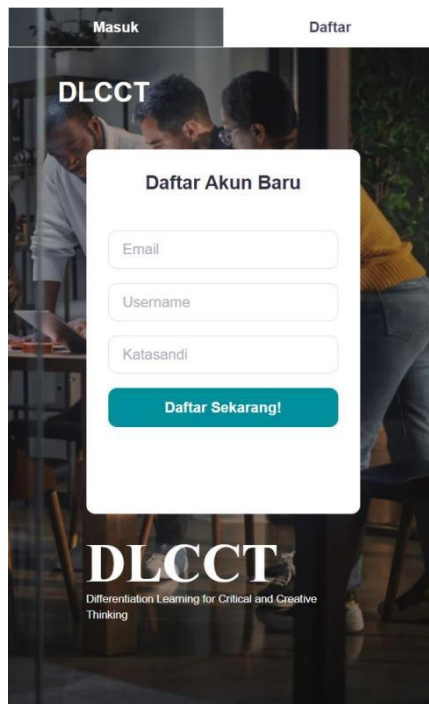 Masuk
Daftar
DLCCT
Daftar Akun Baru
Email
Username
Katasandi
Daftar Sekarang!
DLCCT
Differentiation Learning for Critical and Creative
Thinking